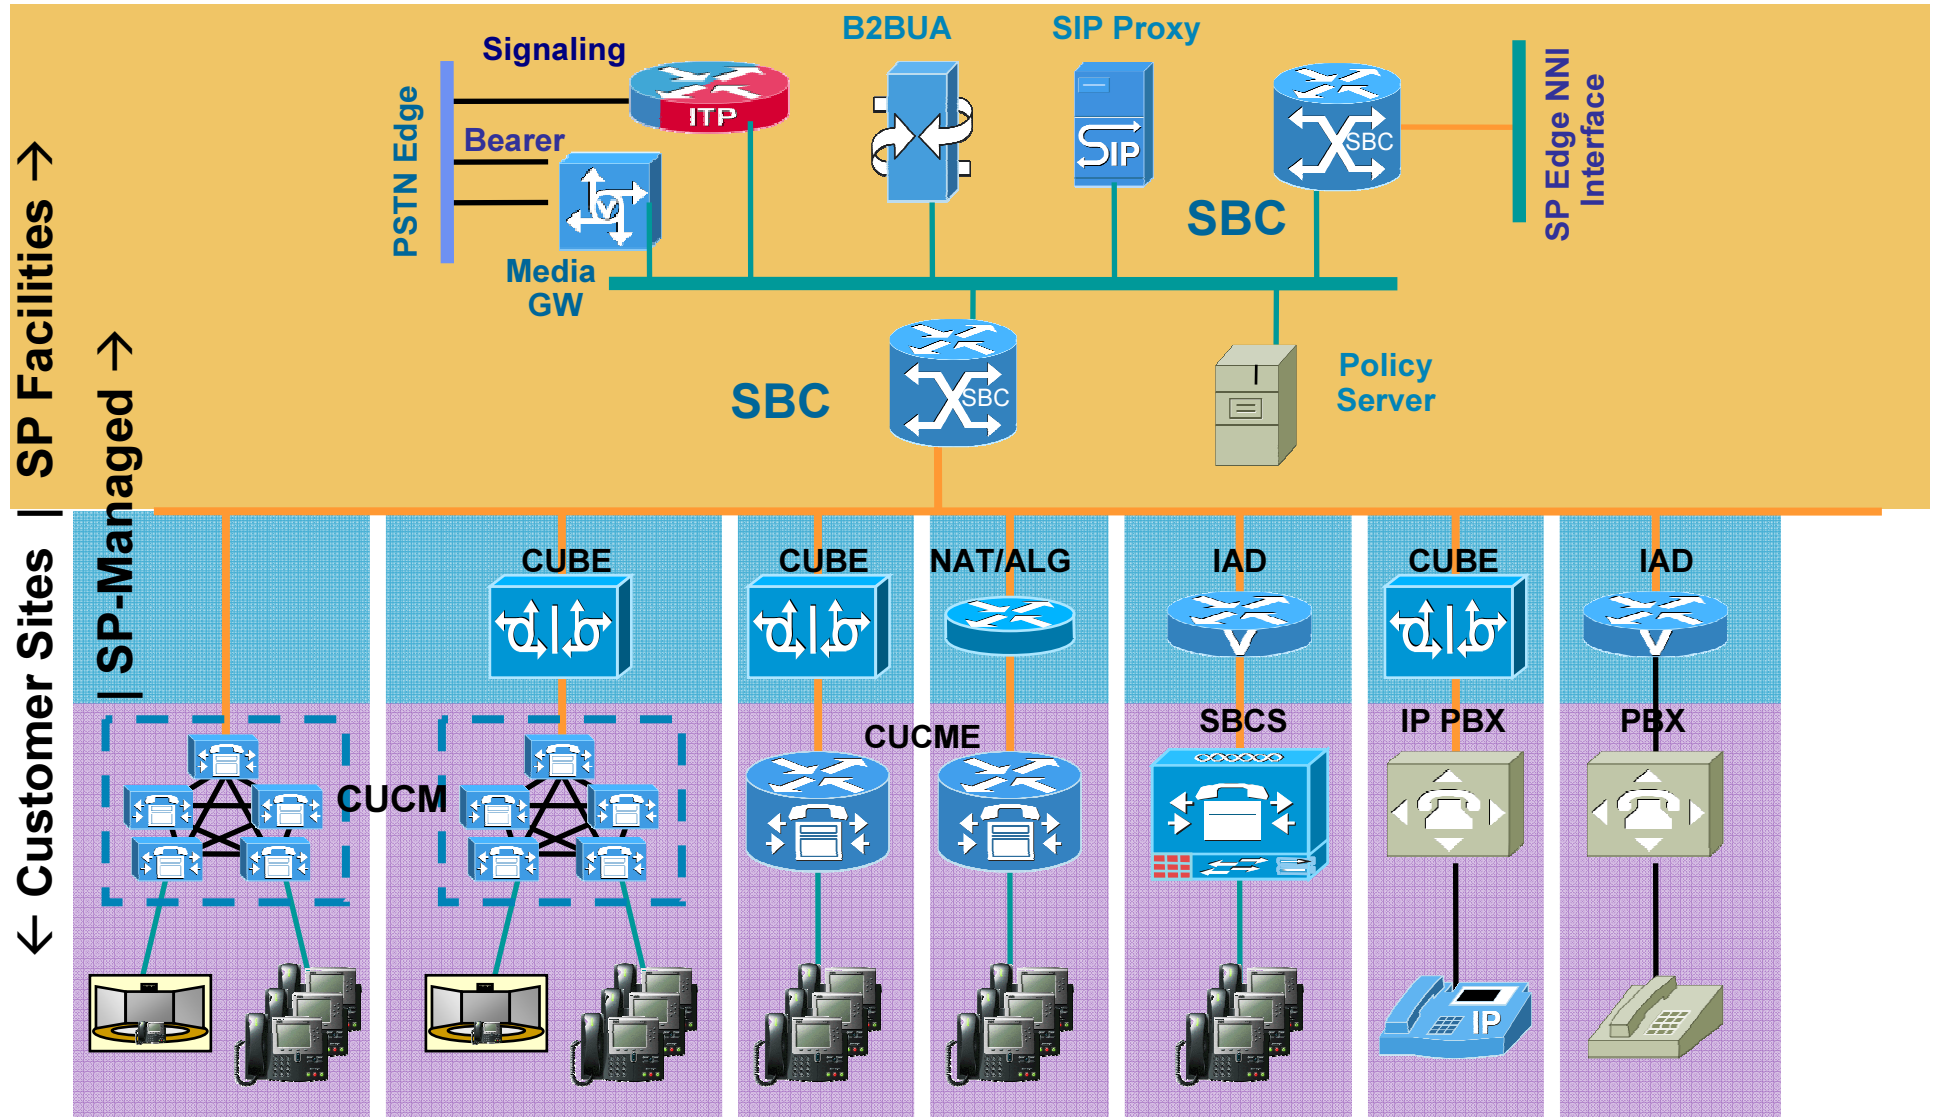 B2BUA
SIP Proxy
Signaling
ITP
Bearer
PSTN Edge
V
SIP
SBC
SBC
SP Edge NNI
Interface
Media
GW
SBC
SBC
Policy
Server
← Customer Sites | SP Facilities →
| SP-Managed →
CUBE
CUBE
NAT/ALG
IAD
CUBE
IAD
V
V
SBCS
IP PBX
PBX
CUCME
CUCM
IP